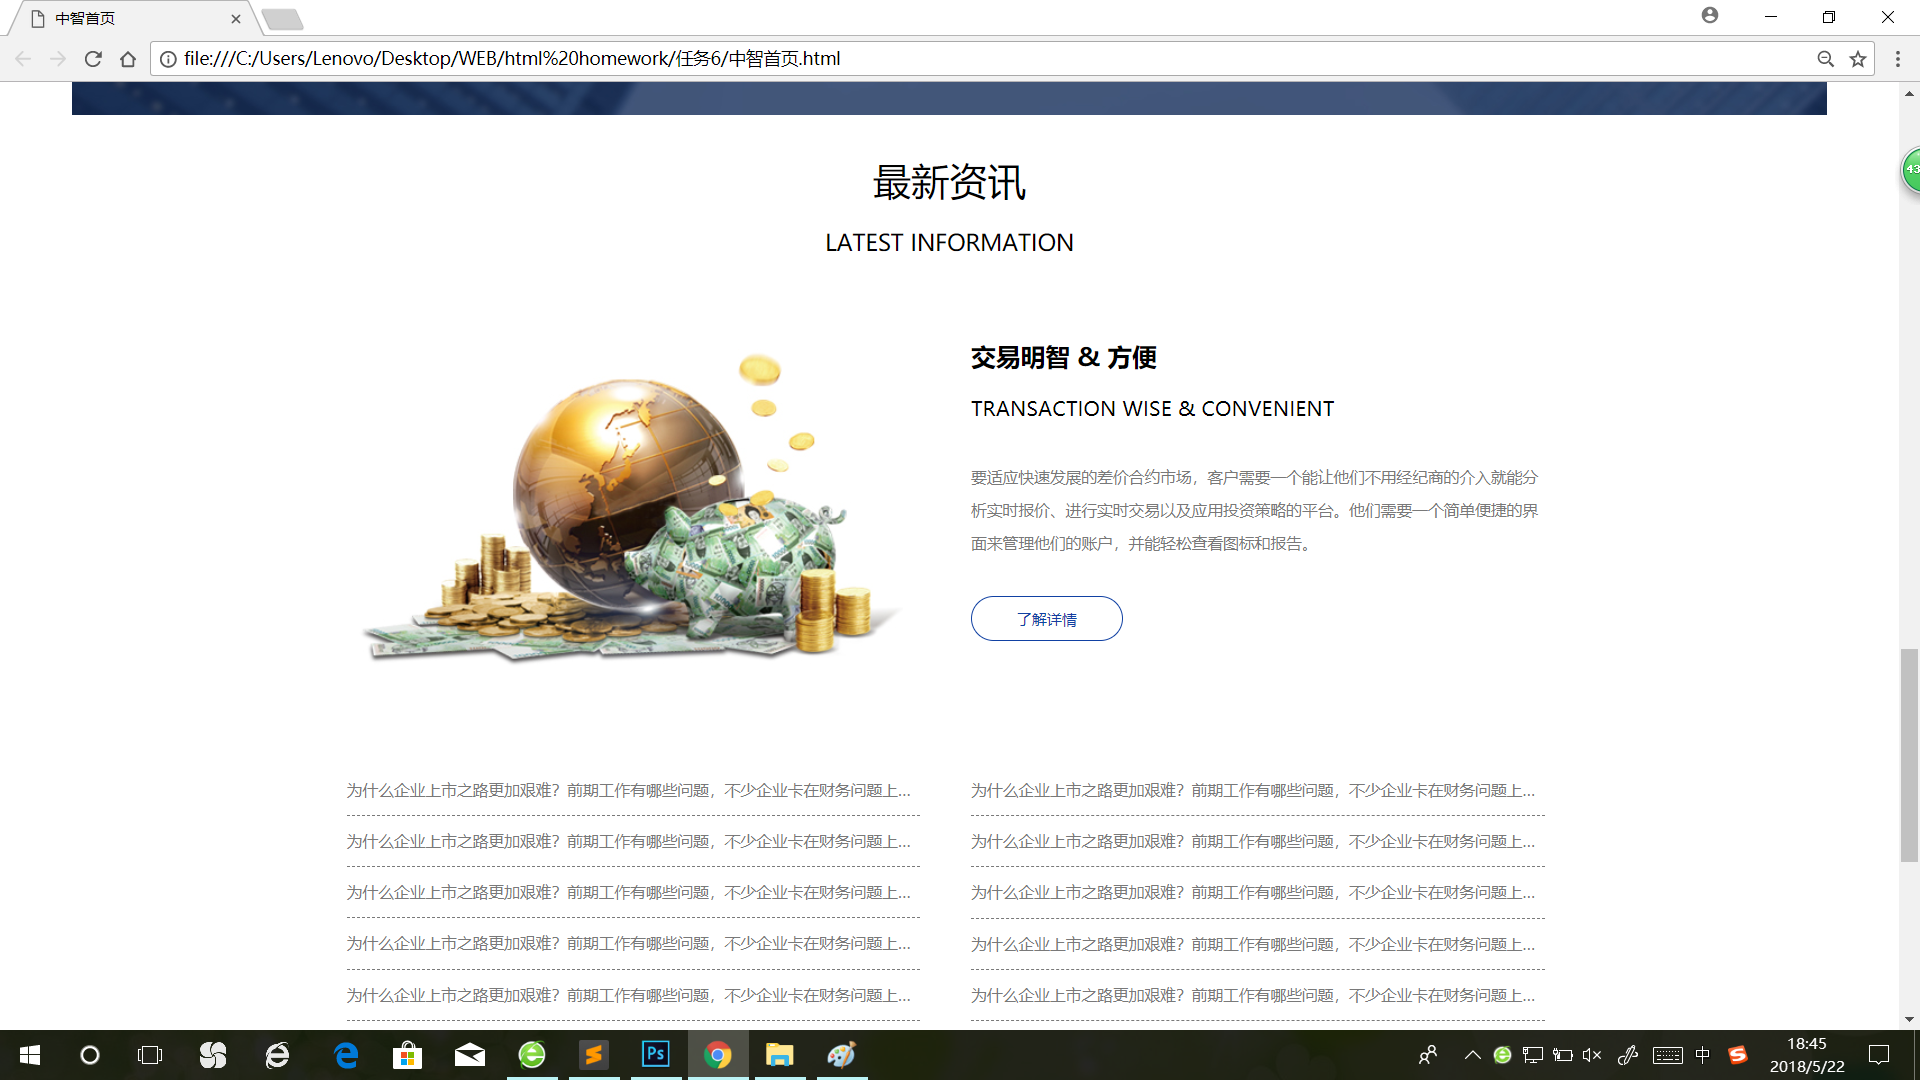 中智首页
file:///C:/Users/Lenovo/Desktop/WEB/html%20homework/任务6/中智首页.html
43
最新资讯
LATEST INFORMATION
交易明智 & 方便
TRANSACTION WISE & CONVENIENT
要适应快速发展的差价合约市场，客户需要一个能让他们不用经纪商的介入就能分
析实时报价、进行实时交易以及应用投资策略的平台。他们需要一个简单便捷的界
面来管理他们的账户，并能轻松查看图标和报告。
了解详情
为什么企业上市之路更加艰难？前期工作有哪些问题，不少企业卡在财务问题上...
为什么企业上市之路更加艰难？前期工作有哪些问题，不少企业卡在财务问题上...
为什么企业上市之路更加艰难？前期工作有哪些问题，不少企业卡在财务问题上...
为什么企业上市之路更加艰难？前期工作有哪些问题，不少企业卡在财务问题上...
为什么企业上市之路更加艰难？前期工作有哪些问题，不少企业卡在财务问题上...
为什么企业上市之路更加艰难？前期工作有哪些问题，不少企业卡在财务问题上...
为什么企业上市之路更加艰难？前期工作有哪些问题，不少企业卡在财务问题上...
为什么企业上市之路更加艰难？前期工作有哪些问题，不少企业卡在财务问题上...
为什么企业上市之路更加艰难？前期工作有哪些问题，不少企业卡在财务问题上...
为什么企业上市之路更加艰难？前期工作有哪些问题，不少企业卡在财务问题上...
Ps
中
18:45
2018/5/22